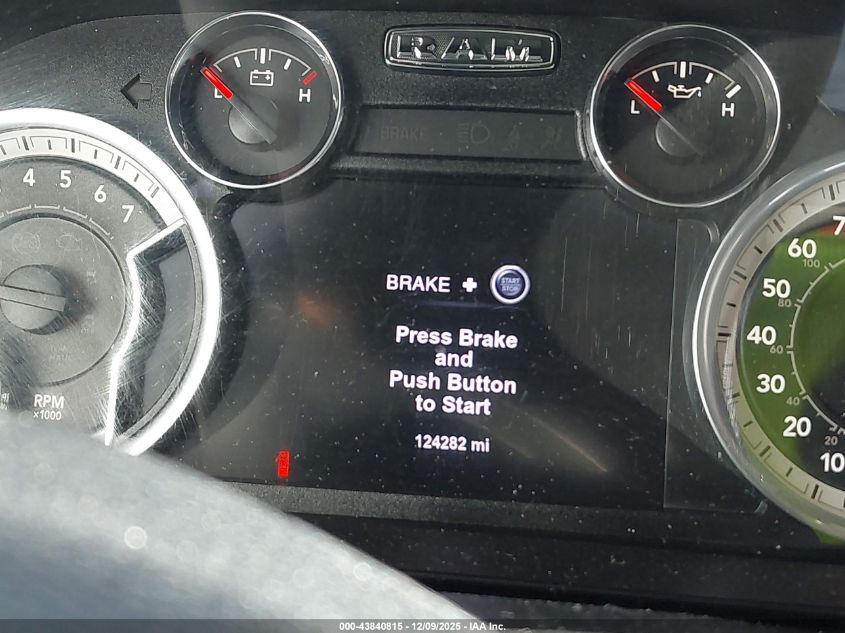 RAM
L H
L H
BRAKE
4 5 6 7
BRAKE + START STOP
Press Brake
and
Push Button
to Start
124282 mi
RPM
x1000
7
60
100
50
80
40
60
30
40
20
20
10
000-43840815 - 12/09/2025 - IAA Inc.